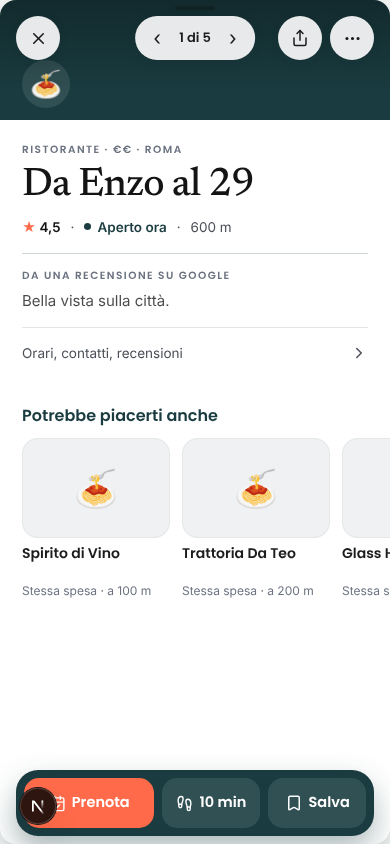 1 di 5
RISTORANTE · €€ · ROMA
Da Enzo al 29
★ 4,5 · Aperto ora · 600 m
DA UNA RECENSIONE SU GOOGLE
Bella vista sulla città.
Orari, contatti, recensioni
Potrebbe piacerti anche
Spirito di Vino
Trattoria Da Teo
Glass
Stessa spesa · a 100 m
Stessa spesa · a 200 m
Stessa
N
Prenota
10 min
Salva